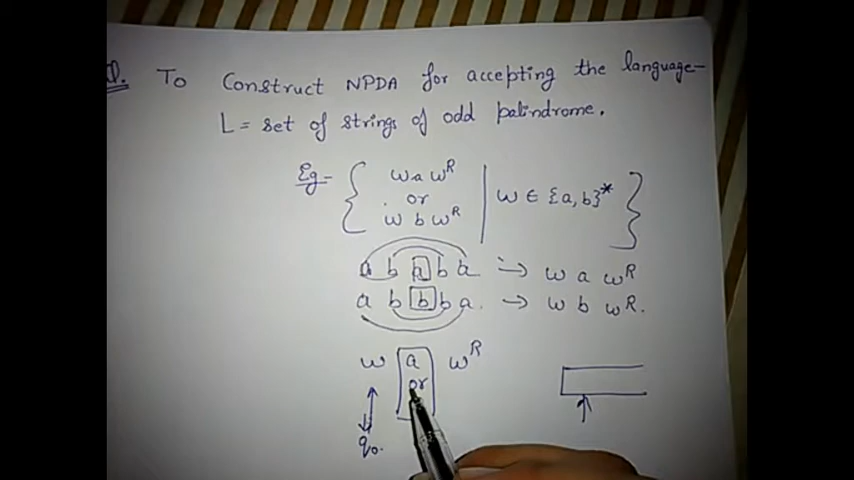 Q. To Construct NPDA for accepting the language-
L = set of strings of odd palindrome.
Eg- { w a w^R
or
w b w^R | w ∈ {a,b}* }
a b a b a → w a w^R
a b b b a. → w b w^R.
w a w^R
or
q0.